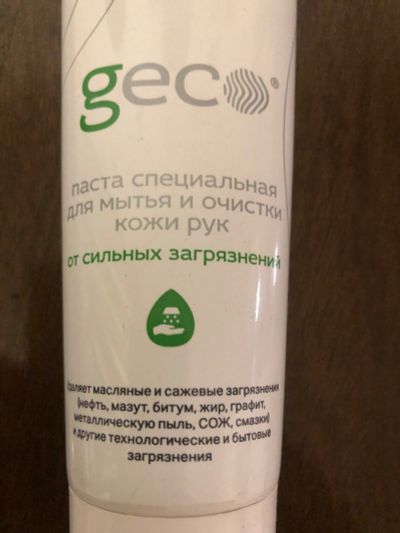 geco®
паста специальная
для мытья и очистки
кожи рук
от сильных загрязнений
Удаляет масляные и сажевые загрязнения
(нефть, мазут, битум, жир, графит,
металлическую пыль, СОЖ, смазки)
и другие технологические и бытовые
загрязнения